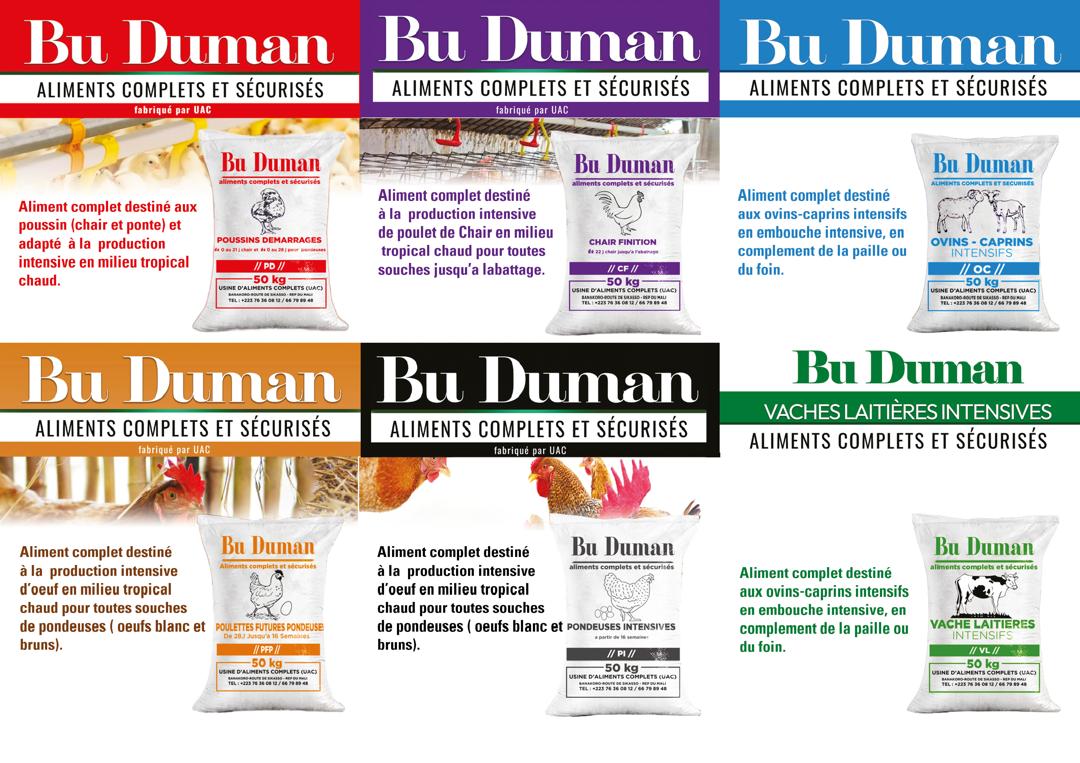 Bu Duman
ALIMENTS COMPLETS ET SÉCURISÉS
fabriqué par UAC
Aliment complet destiné aux
poussin (chair et ponte) et
adapté à la production
intensive en milieu tropical
chaud.
Bu Duman
aliments complets et sécurisés
POUSSINS DEMARRAGES
de 0 au 21 j chair et de 0 au 28 j pour pondeuses
// PD //
50 kg
USINE D'ALIMENTS COMPLETS (UAC)
BANAKORO-ROUTE DE SIKASSO - REP DU MALI
TEL : +223 76 36 08 12 / 66 79 89 48
Bu Duman
ALIMENTS COMPLETS ET SÉCURISÉS
fabriqué par UAC
Aliment complet destiné
à la production intensive
de poulet de Chair en milieu
tropical chaud pour toutes
souches jusqu'a labattage.
Bu Duman
aliments complets et sécurisés
CHAIR FINITION
de 22 j chair jusqu'a l'abatage
// CF //
50 kg
USINE D'ALIMENTS COMPLETS (UAC)
BANAKORO-ROUTE DE SIKASSO - REP DU MALI
TEL : +223 76 36 08 12 / 66 79 89 48
Bu Duman
ALIMENTS COMPLETS ET SÉCURISÉS
Aliment complet destiné
aux ovins-caprins intensifs
en embouche intensive, en
complement de la paille ou
du foin.
Bu Duman
ALIMENTS COMPLETS ET SECURISÉS
OVINS - CAPRINS
INTENSIFS
// OC //
50 kg
USINE D'ALIMENTS COMPLETS (UAC)
BANAKORO-ROUTE DE SIKASSO - REP DU MALI
TEL : +223 76 36 08 12 / 66 79 89 48
Bu Duman
ALIMENTS COMPLETS ET SÉCURISÉS
fabriqué par UAC
Aliment complet destiné
à la production intensive
d'oeuf en milieu tropical
chaud pour toutes souches
de pondeuses ( oeufs blanc et
bruns).
Bu Duman
Aliments complets et sécurisés
POULETTES FUTURES PONDEUSE
De 28J Jusqu'à 16 Semaines
// PFP //
50 kg
USINE D'ALIMENTS COMPLETS (UAC)
BANAKORO-ROUTE DE SIKASSO - REP DU MALI
TEL : +223 76 36 08 12 / 66 79 89 48
Bu Duman
ALIMENTS COMPLETS ET SÉCURISÉS
fabriqué par UAC
Aliment complet destiné
à la production intensive
d'oeuf en milieu tropical
chaud pour toutes souches
de pondeuses ( oeufs blanc et
bruns).
Bu Duman
aliments complets et sécurisés
PONDEUSES INTENSIVES
a partir de 16 semaines
// PI //
50 kg
USINE D'ALIMENTS COMPLETS (UAC)
BANAKORO-ROUTE DE SIKASSO - REP DU MALI
TEL : +223 76 36 08 12 / 66 79 89 48
Bu Duman
VACHES LAITIÈRES INTENSIVES
ALIMENTS COMPLETS ET SÉCURISÉS
Aliment complet destiné
aux ovins-caprins intensifs
en embouche intensive, en
complement de la paille ou
du foin.
Bu Duman
aliments complets et sécurisés
VACHE LAITIÈRES
INTENSIFS
// VL //
50 kg
USINE D'ALIMENTS COMPLETS (UAC)
BANAKORO-ROUTE DE SIKASSO - REP DU MALI
TEL : +223 76 36 08 12 / 66 79 89 48